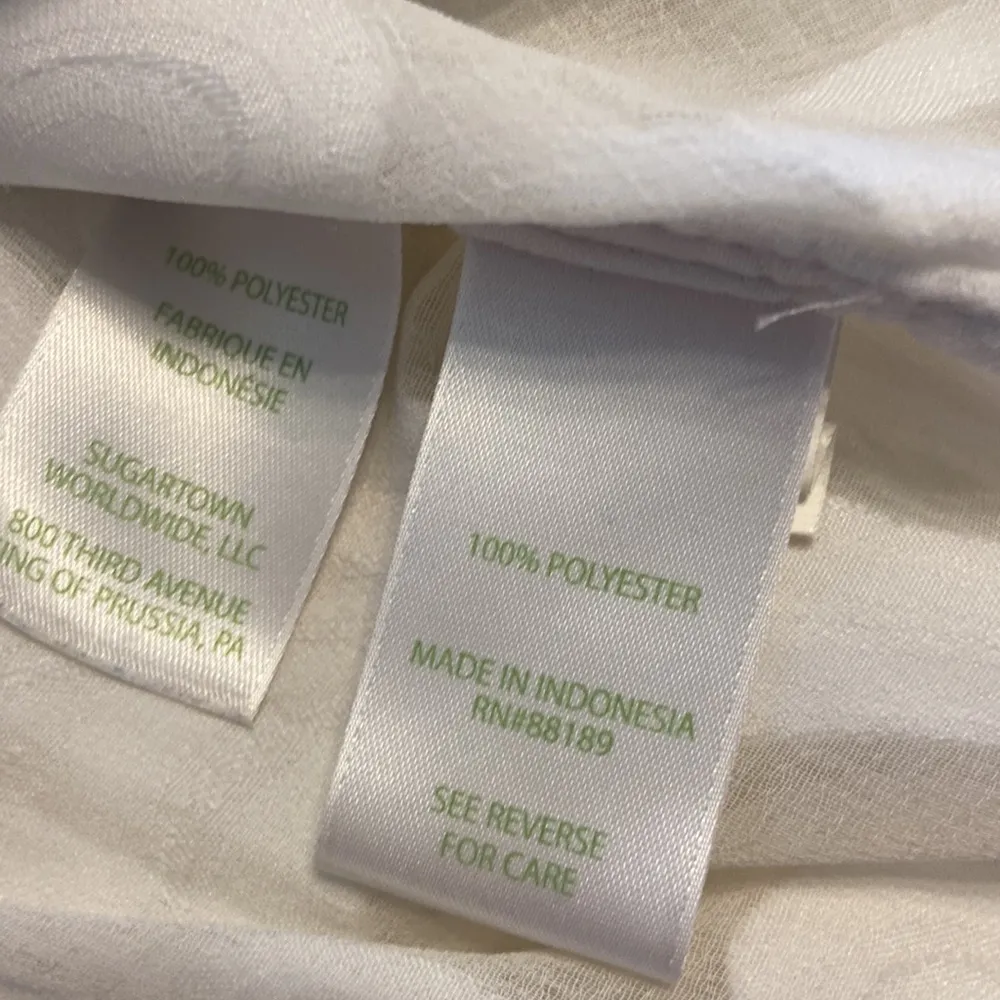 100% POLYESTER
FABRIQUE EN
INDONÉSIE
SUGARTOWN
WORLDWIDE, LLC
800 THIRD AVENUE
ING OF PRUSSIA, PA
100% POLYESTER
MADE IN INDONESIA
RN#88189
SEE REVERSE
FOR CARE